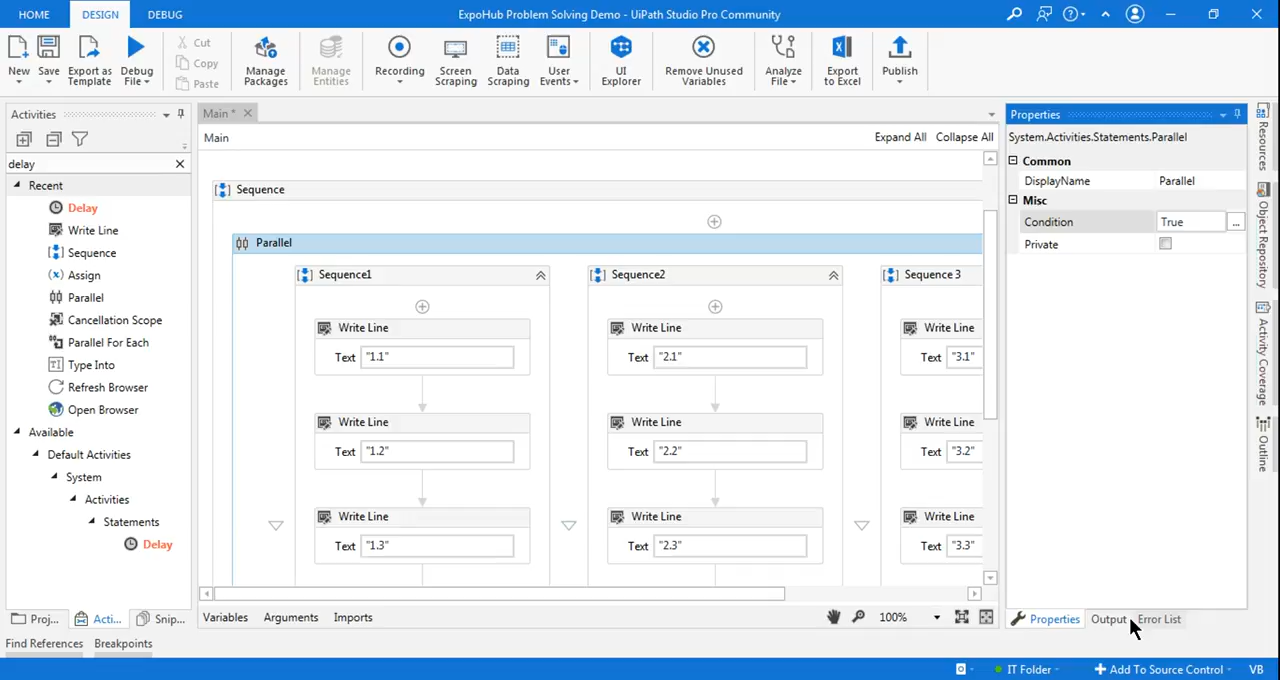 HOME
DESIGN
DEBUG
ExpoHub Problem Solving Demo - UiPath Studio Pro Community
New
Save
Export as Template
Debug File
Cut
Copy
Paste
Manage Packages
Manage Entities
Recording
Screen Scraping
Data Scraping
User Events
UI Explorer
Remove Unused Variables
Analyze File
Export to Excel
Publish
Activities
delay
Recent
Delay
Write Line
Sequence
Assign
Parallel
Cancellation Scope
Parallel For Each
Type Into
Refresh Browser
Open Browser
Available
Default Activities
System
Activities
Statements
Delay
Proj...
Acti...
Snip...
Find References
Breakpoints
Main *
Main
Expand All
Collapse All
Sequence
Parallel
Sequence1
Write Line
Text "1.1"
Write Line
Text "1.2"
Write Line
Text "1.3"
Sequence2
Write Line
Text "2.1"
Write Line
Text "2.2"
Write Line
Text "2.3"
Sequence 3
Write Line
Text "3.1"
Write Line
Text "3.2"
Write Line
Text "3.3"
Variables
Arguments
Imports
100%
Properties
System.Activities.Statements.Parallel
Common
DisplayName Parallel
Misc
Condition True ...
Private
Properties
Output
Error List
Resources
Object Repository
Activity Coverage
Outline
IT Folder
Add To Source Control
VB